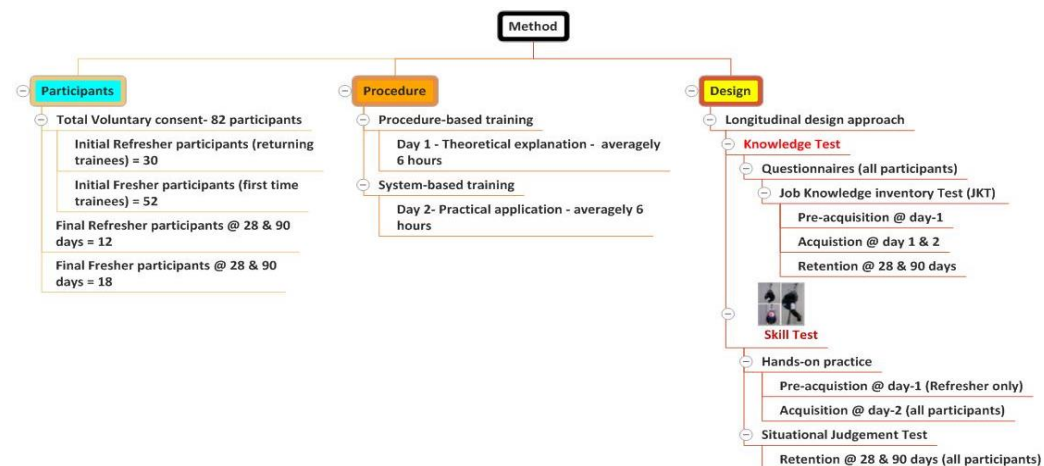 Method
Participants
Total Voluntary consent- 82 participants
Initial Refresher participants (returning
trainees) = 30
Initial Fresher participants (first time
trainees) = 52
Final Refresher participants @ 28 & 90
days = 12
Final Fresher participants @ 28 & 90
days = 18
Procedure
Procedure-based training
Day 1 - Theoretical explanation - averagely
6 hours
System-based training
Day 2- Practical application - averagely 6
hours
Design
Longitudinal design approach
Knowledge Test
Questionnaires (all participants)
Job Knowledge inventory Test (JKT)
Pre-acquisition @ day-1
Acquistion @ day 1 & 2
Retention @ 28 & 90 days
Skill Test
Hands-on practice
Pre-acquistion @ day-1 (Refresher only)
Acquisition @ day-2 (all participants)
Situational Judgement Test
Retention @ 28 & 90 days (all participants)